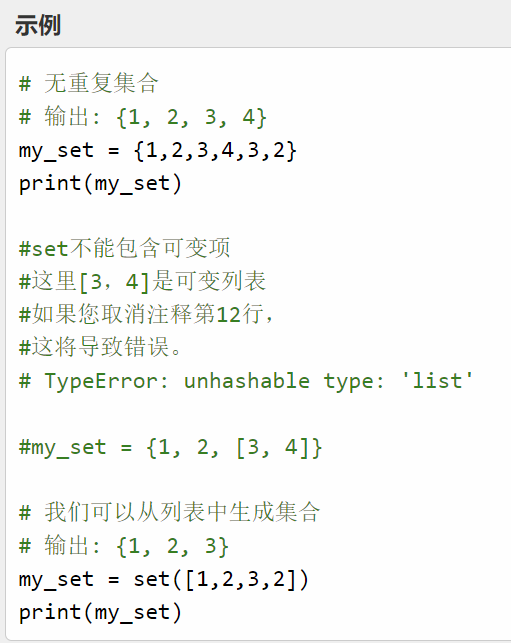 示例
# 无重复集合
# 输出: {1, 2, 3, 4}
my_set = {1,2,3,4,3,2}
print(my_set)
#set不能包含可变项
#这里[3，4]是可变列表
#如果您取消注释第12行，
#这将导致错误。
# TypeError: unhashable type: 'list'
#my_set = {1, 2, [3, 4]}
# 我们可以从列表中生成集合
# 输出: {1, 2, 3}
my_set = set([1,2,3,2])
print(my_set)